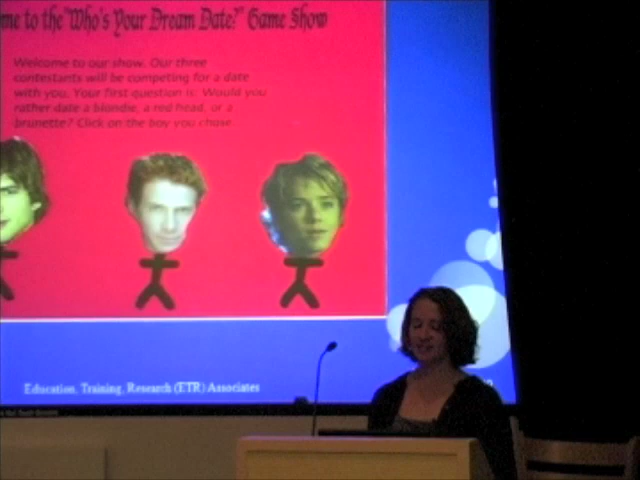 me to the "Who's Your Dream Date?" Game Show
Welcome to our show. Our three
contestants will be competing for a date
with you. Your first question is: Would you
rather date a blondie, a red head, or a
brunette? Click on the boy you chose
Education, Training, Research (ETR) Associates